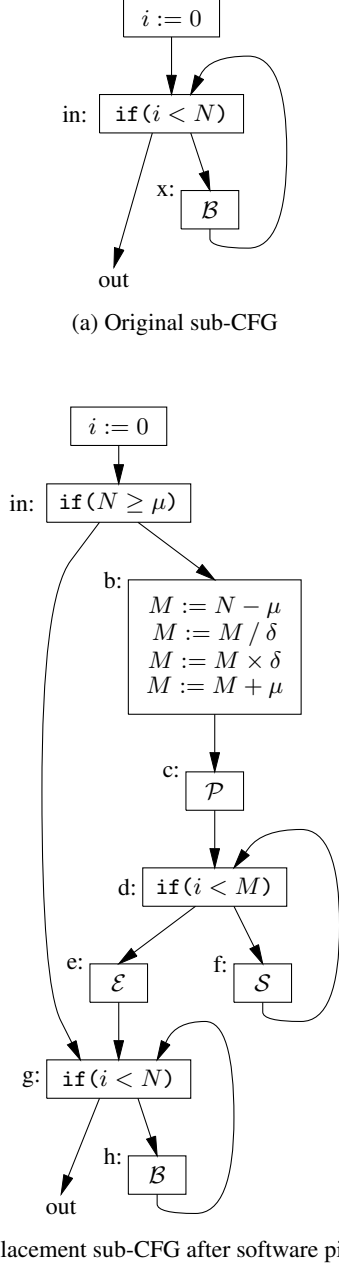 i := 0
in: if(i < N)
x: B
out
(a) Original sub-CFG
i := 0
in: if(N ≥ μ)
b:
M := N − μ
M := M / δ
M := M × δ
M := M + μ
c: P
d: if(i < M)
e: E f: S
g: if(i < N)
h: B
out
lacement sub-CFG after software pi